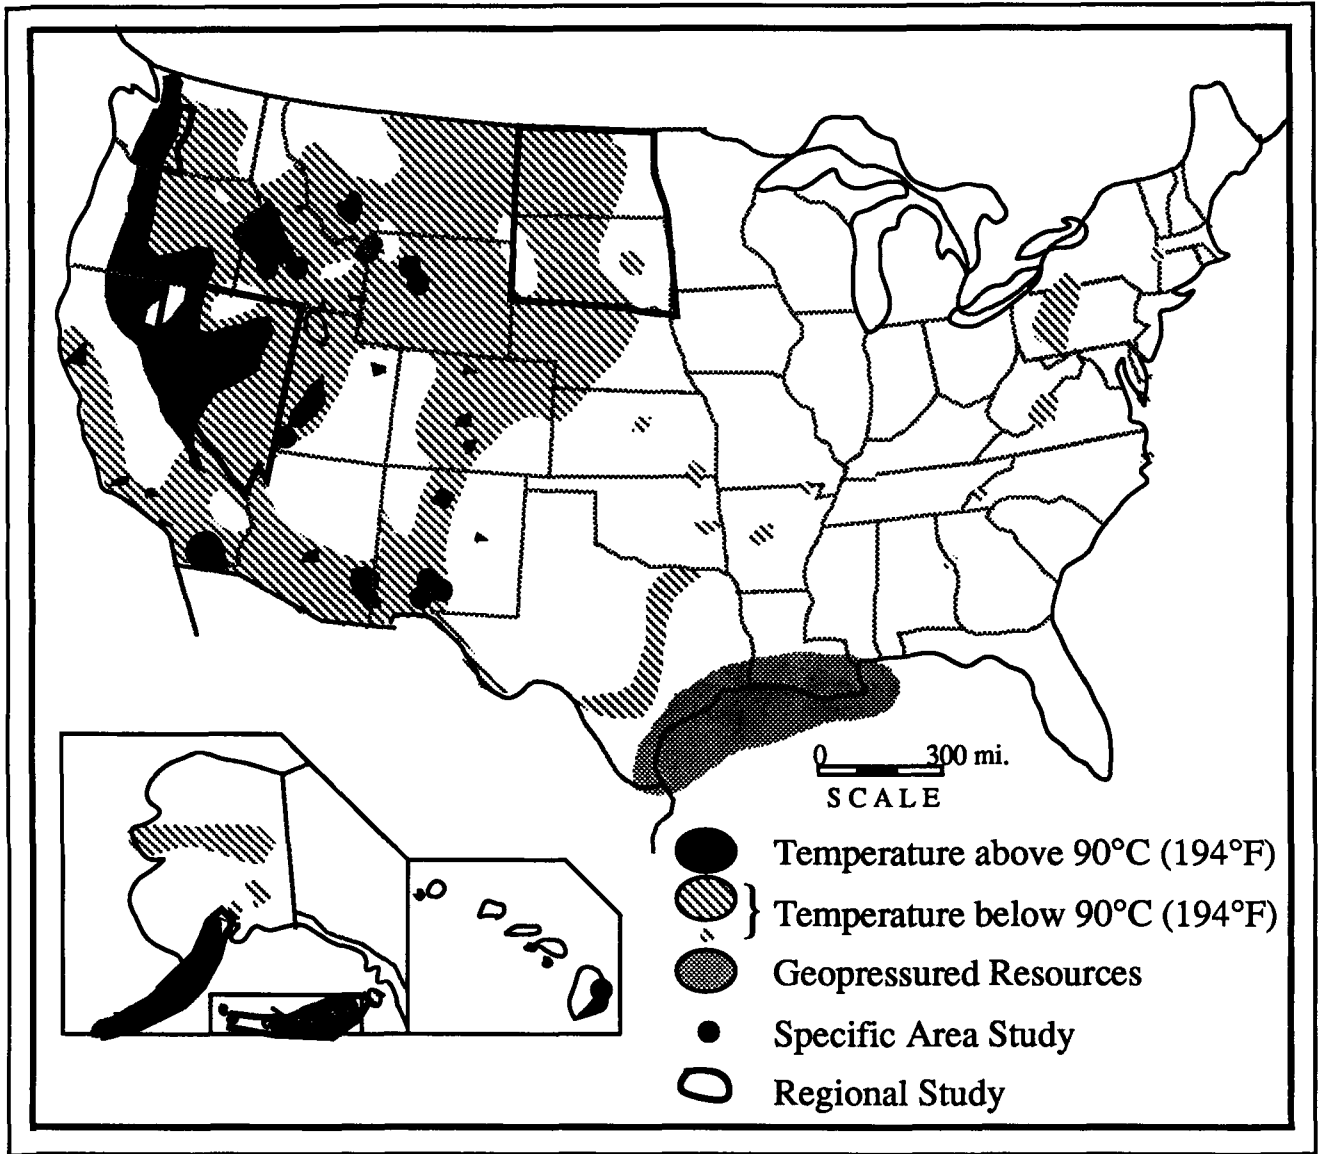 0 300 mi.
SCALE
Temperature above 90°C (194°F)
Temperature below 90°C (194°F)
Geopressured Resources
Specific Area Study
Regional Study